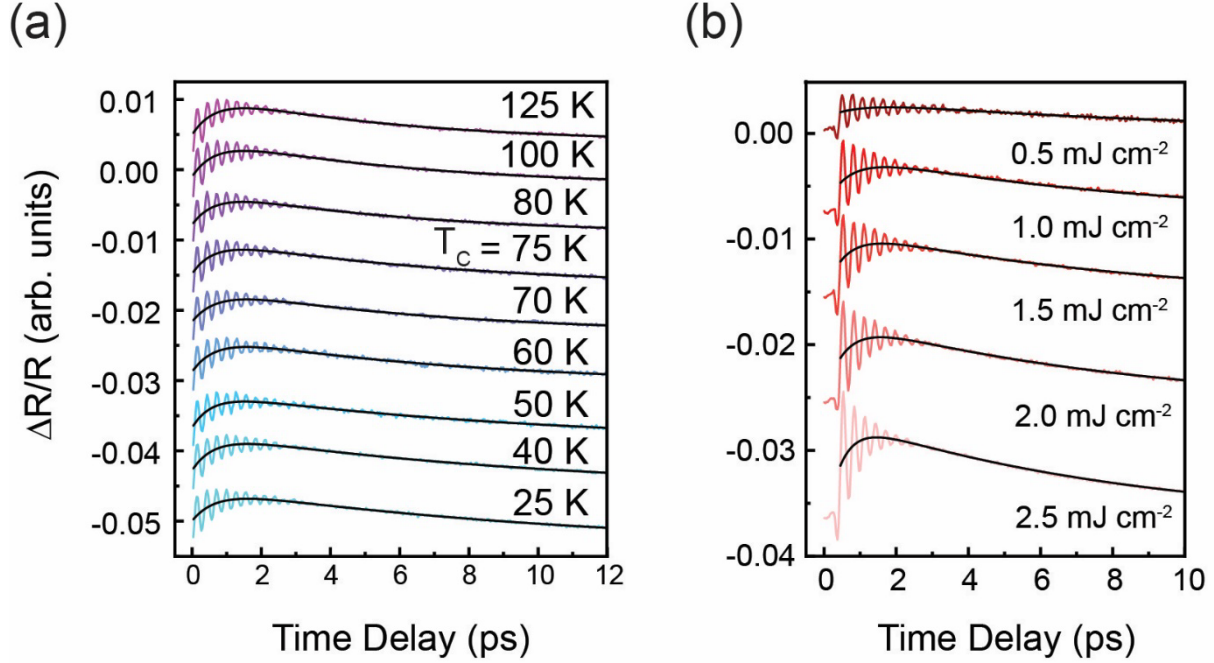 (a)
ΔR/R (arb. units)
0.01
0.00
-0.01
-0.02
-0.03
-0.04
-0.05
125 K
100 K
80 K
T_C = 75 K
70 K
60 K
50 K
40 K
25 K
0 2 4 6 8 10 12
Time Delay (ps)
(b)
0.00
-0.01
-0.02
-0.03
-0.04
0.5 mJ cm⁻²
1.0 mJ cm⁻²
1.5 mJ cm⁻²
2.0 mJ cm⁻²
2.5 mJ cm⁻²
0 2 4 6 8 10
Time Delay (ps)